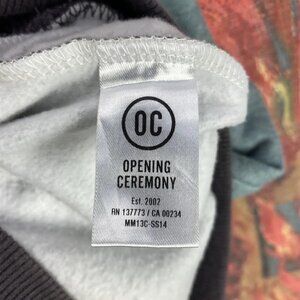 OC
OPENING
CEREMONY
Est. 2002
RN 137773 / CA 00234
MM13C-SS14